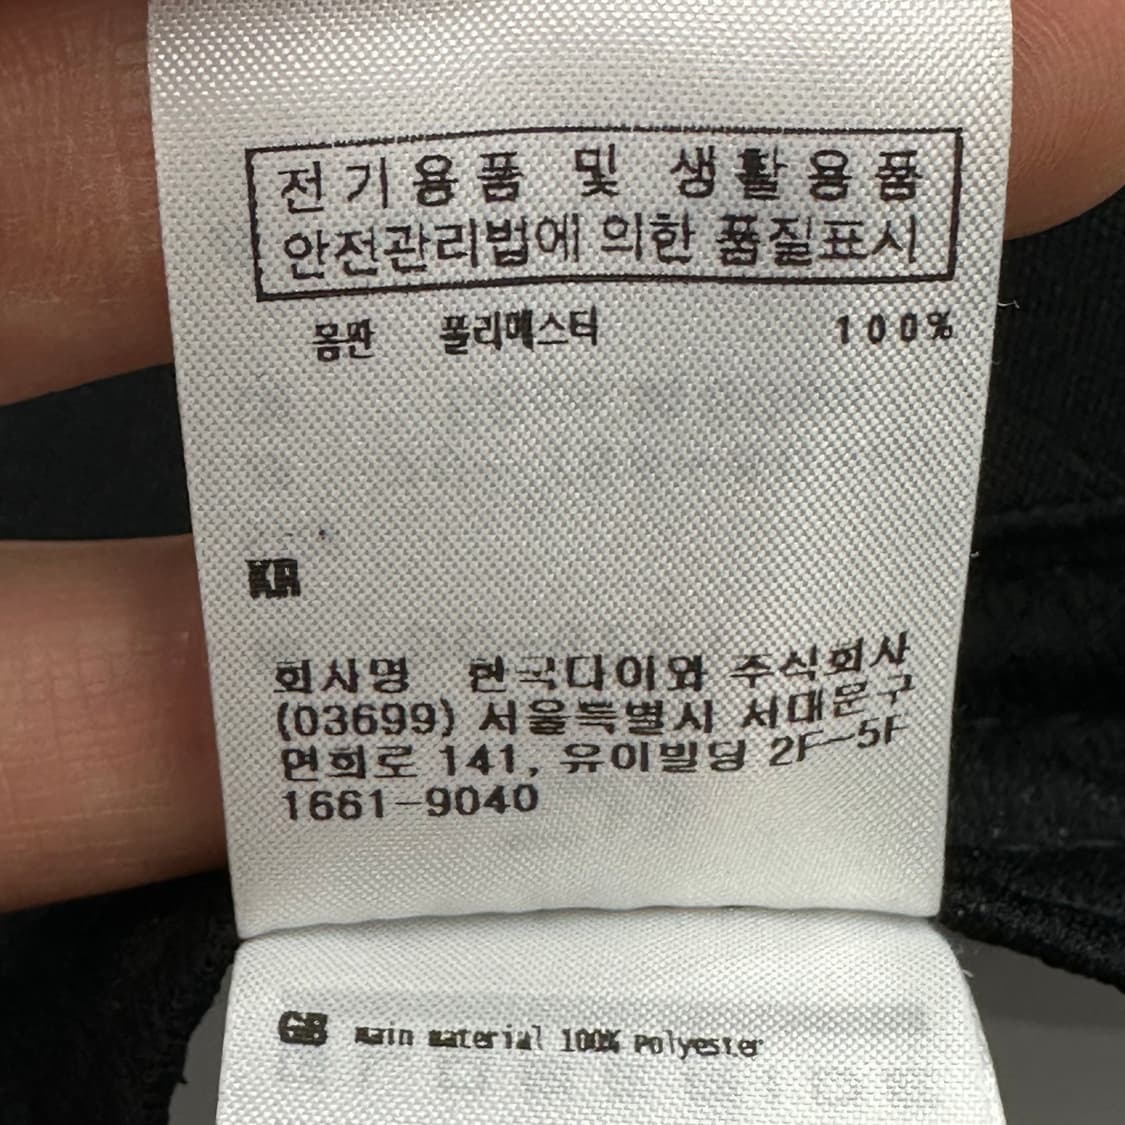 전기용품 및 생활용품
안전관리법에 의한 품질표시
몸판 폴리에스터 100%
KR
회사명 한국다이와 주식회사
(03699) 서울특별시 서대문구
연희로 141, 유이빌딩 2F-5F
1661-9040
GB main material 100% Polyester